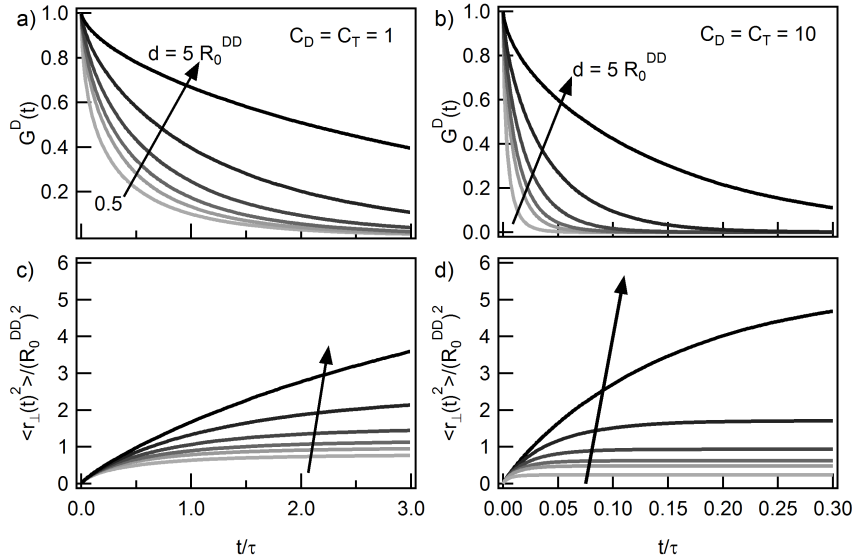 a)
1.0
0.8
0.6
0.4
0.2
G^D(t)
d = 5 R_0^DD
C_D = C_T = 1
0.5
b)
1.0
0.8
0.6
0.4
0.2
0.0
G^D(t)
C_D = C_T = 10
d = 5 R_0^DD
c)
6
5
4
3
2
1
0
<r_⊥(t)^2>/(R_0^DD)^2
0.0 1.0 2.0 3.0
t/τ
d)
6
5
4
3
2
1
0
<r_⊥(t)^2>/(R_0^DD)^2
0.00 0.05 0.10 0.15 0.20 0.30
t/τ